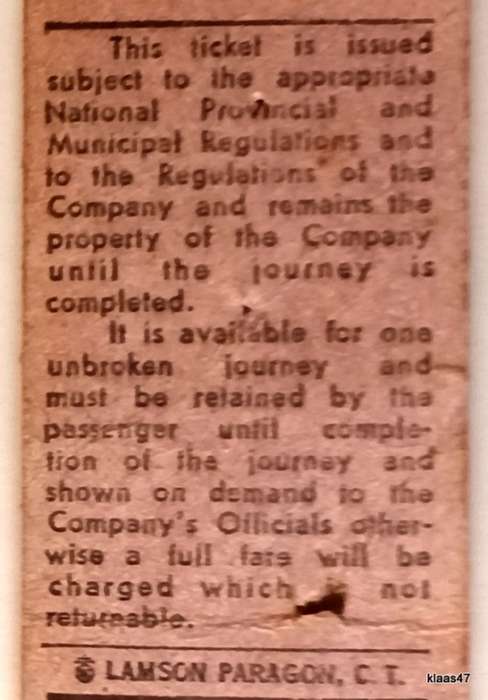 This ticket is issued
subject to the appropriate
National Provincial and
Municipal Regulations and
to the Regulations of the
Company and remains the
property of the Company
until the journey is
completed.
It is available for one
unbroken journey and
must be retained by the
passenger until comple-
tion of the journey and
shown on demand to the
Company's Officials other-
wise a full fare will be
charged which is not
returnable.
LAMSON PARAGON, C. T.
klaas47